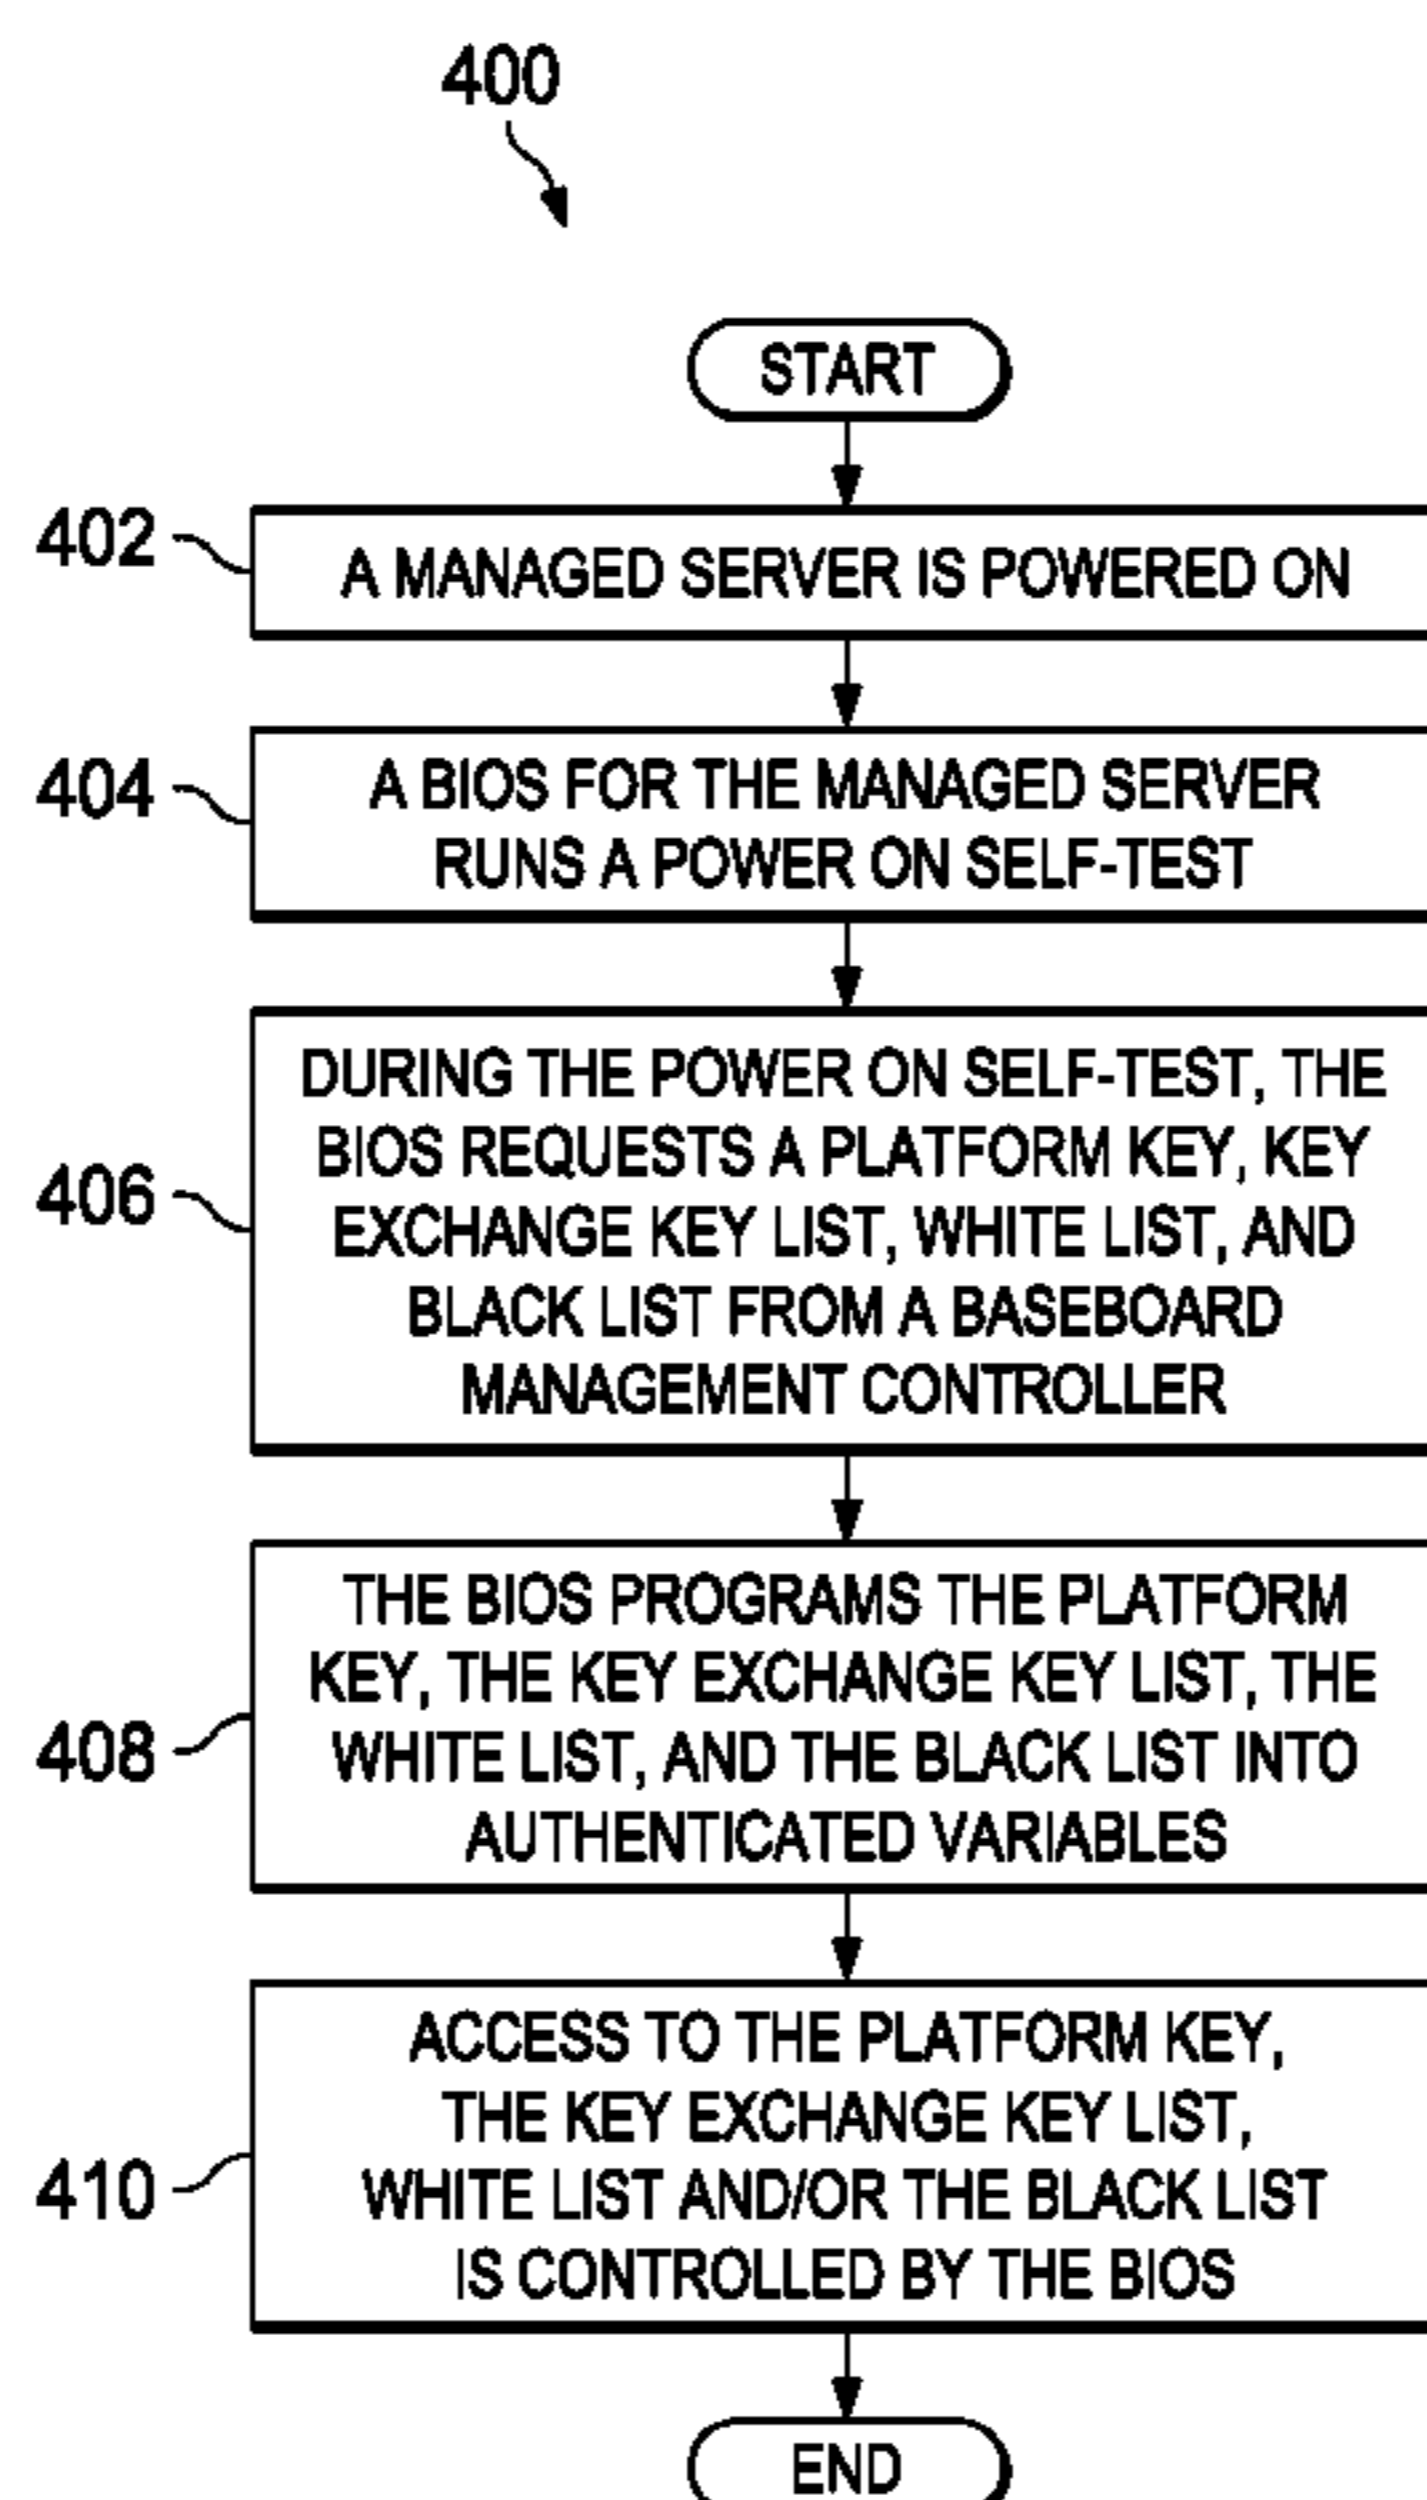 400
START
402
A MANAGED SERVER IS POWERED ON
404
A BIOS FOR THE MANAGED SERVER
RUNS A POWER ON SELF-TEST
406
DURING THE POWER ON SELF-TEST, THE
BIOS REQUESTS A PLATFORM KEY, KEY
EXCHANGE KEY LIST, WHITE LIST, AND
BLACK LIST FROM A BASEBOARD
MANAGEMENT CONTROLLER
408
THE BIOS PROGRAMS THE PLATFORM
KEY, THE KEY EXCHANGE KEY LIST, THE
WHITE LIST, AND THE BLACK LIST INTO
AUTHENTICATED VARIABLES
410
ACCESS TO THE PLATFORM KEY,
THE KEY EXCHANGE KEY LIST,
WHITE LIST AND/OR THE BLACK LIST
IS CONTROLLED BY THE BIOS
END